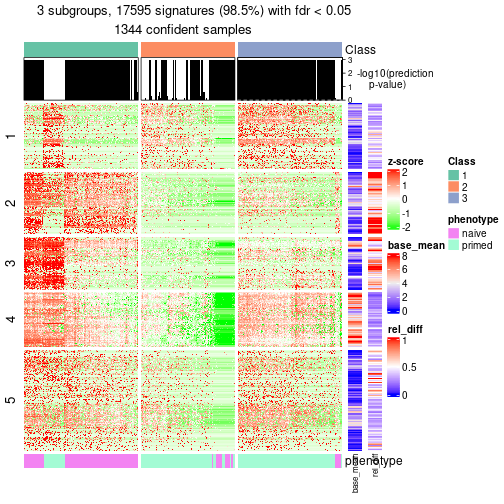 3 subgroups, 17595 signatures (98.5%) with fdr < 0.05
1344 confident samples
Class
3
2
1
0
-log10(prediction
p-value)
1
2
3
4
5
z-score
2
1
0
-1
-2
Class
1
2
3
phenotype
naive
primed
base_mean
8
6
4
2
0
rel_diff
1
0.5
0
phenotype